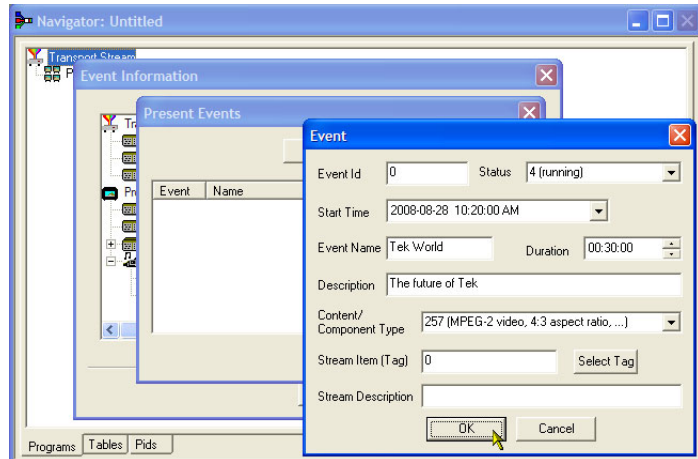 Navigator: Untitled
Transport Stream
P
Event Information
Tr
Pr
Present Events
Event Name
Event
Event Id 0 Status 4 (running)
Start Time 2008-08-28 10:20:00 AM
Event Name Tek World Duration 00:30:00
Description The future of Tek
Content/
Component Type 257 (MPEG-2 video, 4:3 aspect ratio, ...)
Stream Item (Tag) 0 Select Tag
Stream Description
OK Cancel
Programs Tables Pids